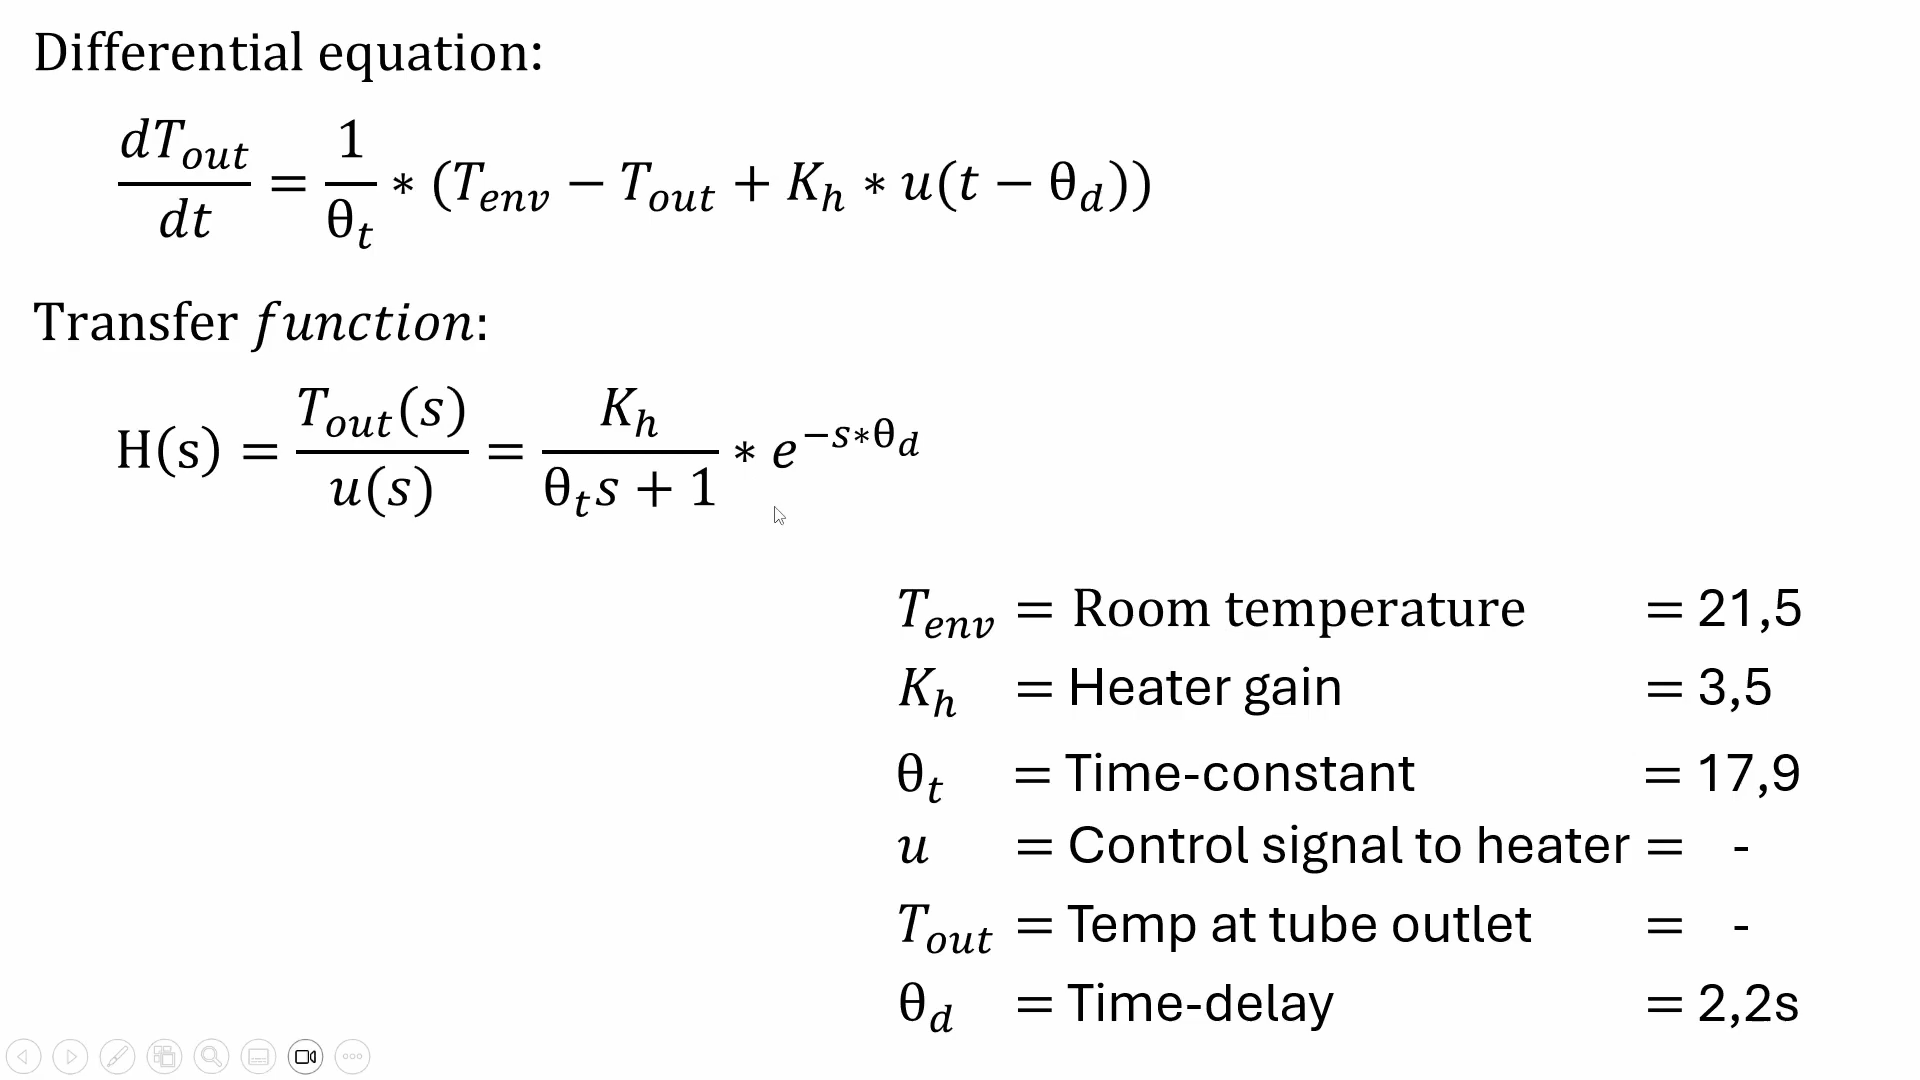 Differential equation:
dT_out/dt = 1/θ_t * (T_env − T_out + K_h * u(t − θ_d))
Transfer function:
H(s) = T_out(s)/u(s) = K_h/(θ_t s + 1) * e^(−s*θ_d)
T_env = Room temperature = 21,5
K_h = Heater gain = 3,5
θ_t = Time-constant = 17,9
u = Control signal to heater = -
T_out = Temp at tube outlet = -
θ_d = Time-delay = 2,2s